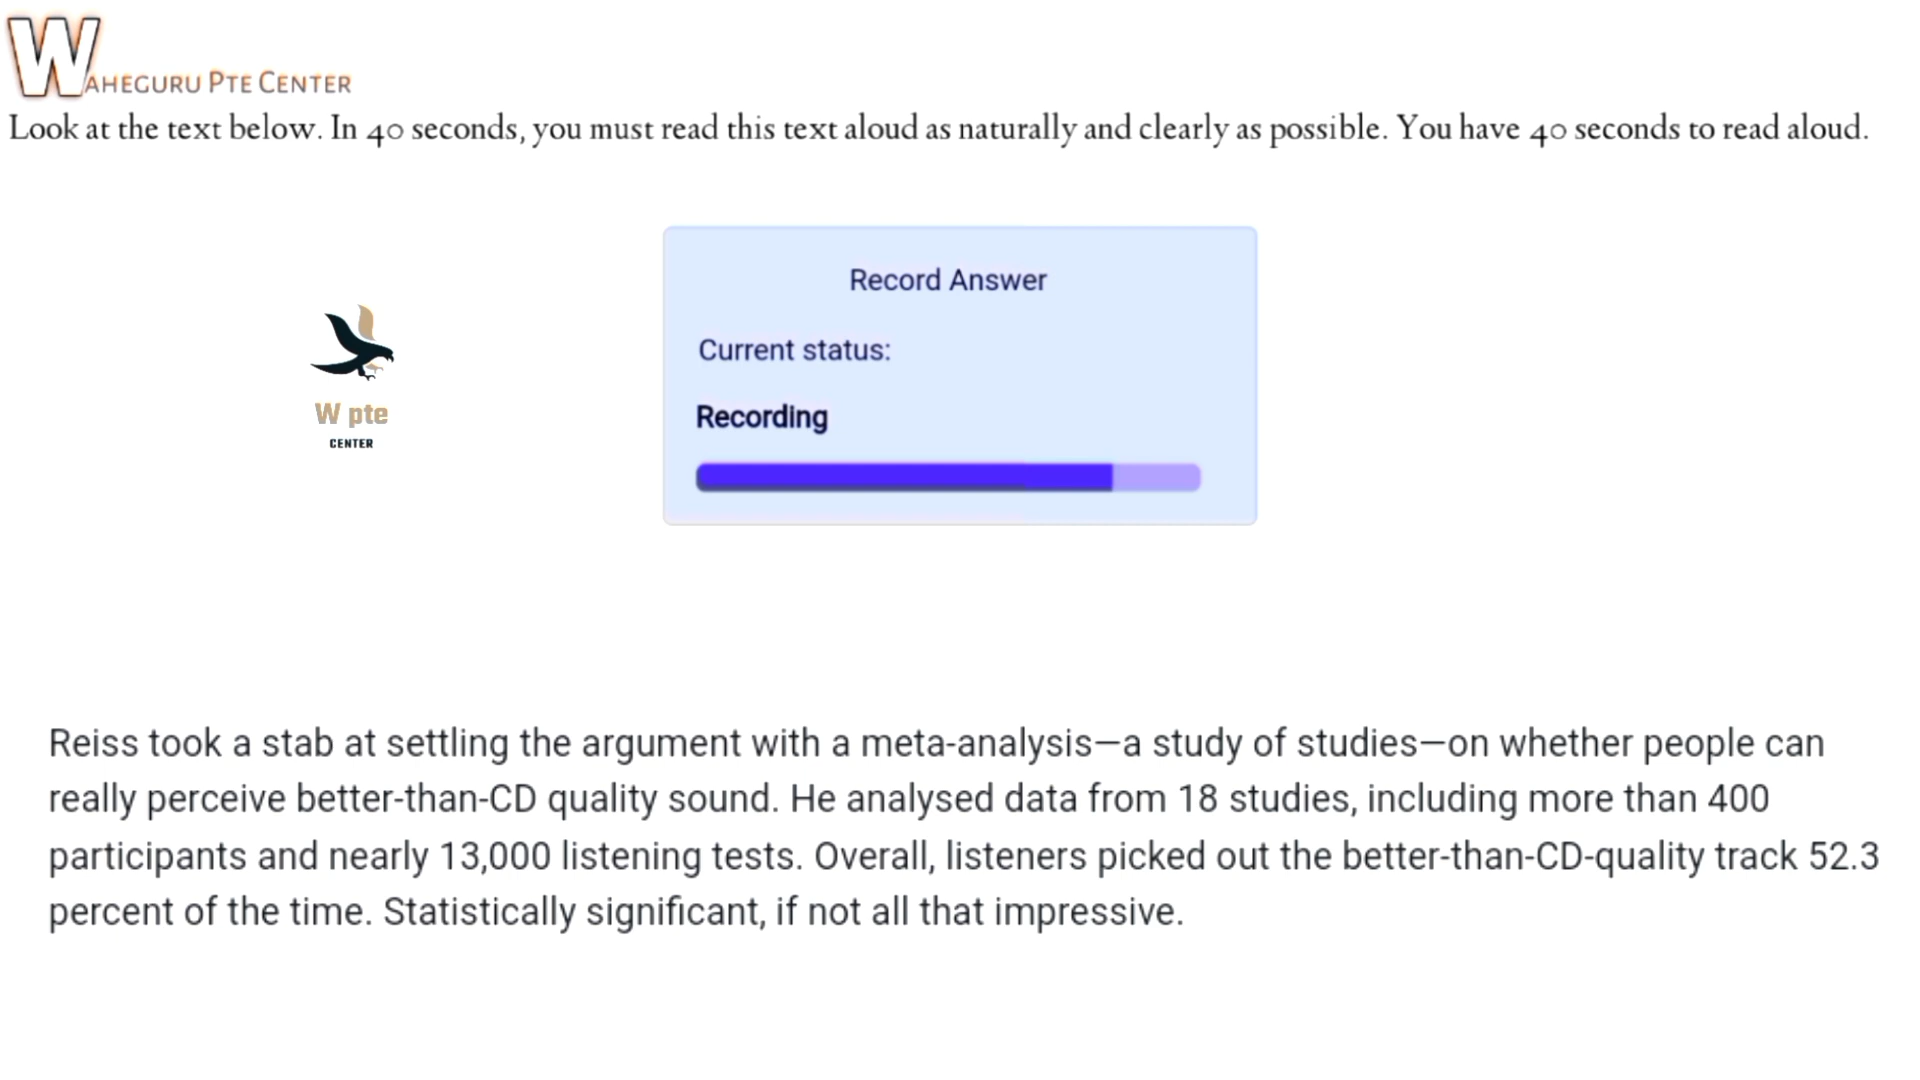 WAHEGURU PTE CENTER
Look at the text below. In 40 seconds, you must read this text aloud as naturally and clearly as possible. You have 40 seconds to read aloud.
Record Answer
Current status:
Recording
W pte
CENTER
Reiss took a stab at settling the argument with a meta-analysis—a study of studies—on whether people can
really perceive better-than-CD quality sound. He analysed data from 18 studies, including more than 400
participants and nearly 13,000 listening tests. Overall, listeners picked out the better-than-CD-quality track 52.3
percent of the time. Statistically significant, if not all that impressive.